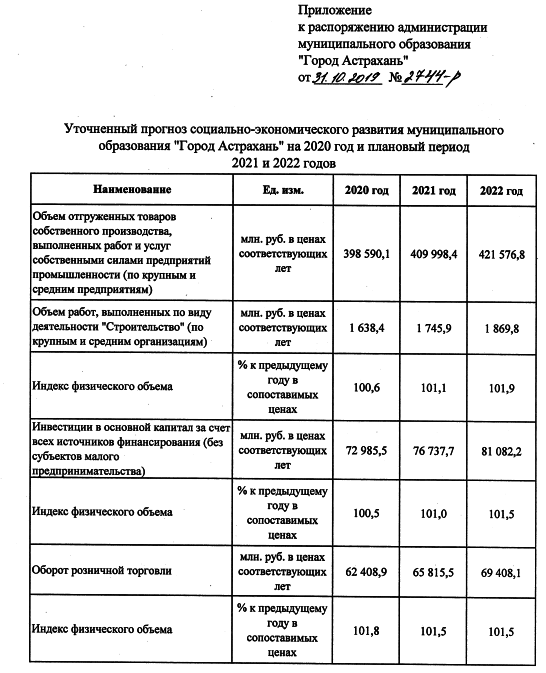 Приложение
к распоряжению администрации
муниципального образования
"Город Астрахань"
от 31.10.2019 № 2744-р
Уточненный прогноз социально-экономического развития муниципального
образования "Город Астрахань" на 2020 год и плановый период
2021 и 2022 годов
Наименование Ед. изм. 2020 год 2021 год 2022 год
Объем отгруженных товаров
собственного производства,
выполненных работ и услуг
собственными силами предприятий
промышленности (по крупным и
средним предприятиям)
млн. руб. в ценах
соответствующих
лет
398 590,1 409 998,4 421 576,8
Объем работ, выполненных по виду
деятельности "Строительство" (по
крупным и средним организациям)
млн. руб. в ценах
соответствующих
лет
1 638,4 1 745,9 1 869,8
Индекс физического объема
% к предыдущему
году в
сопоставимых
ценах
100,6 101,1 101,9
Инвестиции в основной капитал за счет
всех источников финансирования (без
субъектов малого
предпринимательства)
млн. руб. в ценах
соответствующих
лет
72 985,5 76 737,7 81 082,2
Индекс физического объема
% к предыдущему
году в
сопоставимых
ценах
100,5 101,0 101,5
Оборот розничной торговли
млн. руб. в ценах
соответствующих
лет
62 408,9 65 815,5 69 408,1
Индекс физического объема
% к предыдущему
году в
сопоставимых
ценах
101,8 101,5 101,5